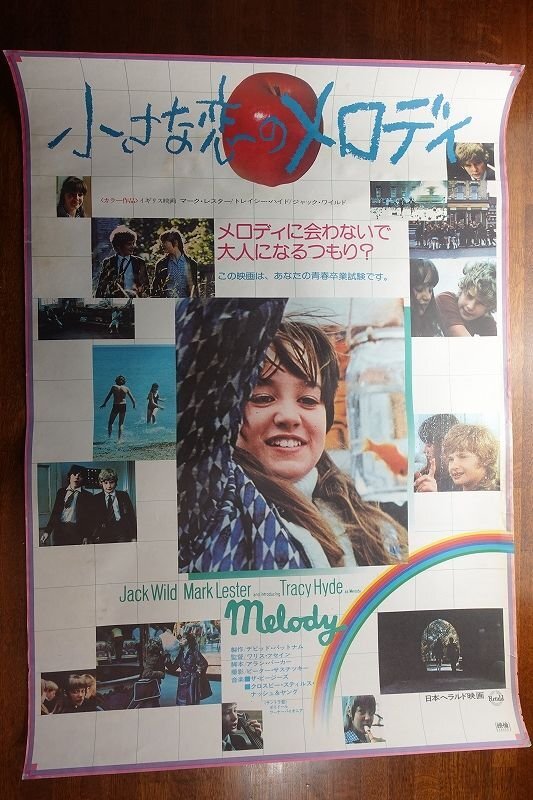 小さな恋のメロディ
〈カラー作品〉イギリス映画 マーク・レスター/トレイシー・ハイド/ジャック・ワイルド
メロディに会わないで
大人になるつもり?
この映画は、あなたの青春卒業試験です。
Jack Wild Mark Lester and introducing Tracy Hyde as Melody
melody
製作/デビッド・パットナム
監督/ワリス・フセイン
脚本/アラン・パーカー
撮影/ピーター・サスチッキー
音楽■ザ・ビージーズ
■クロスビー・スティルス・
ナッシュ&ヤング
日本ヘラルド映画
Herald
映倫